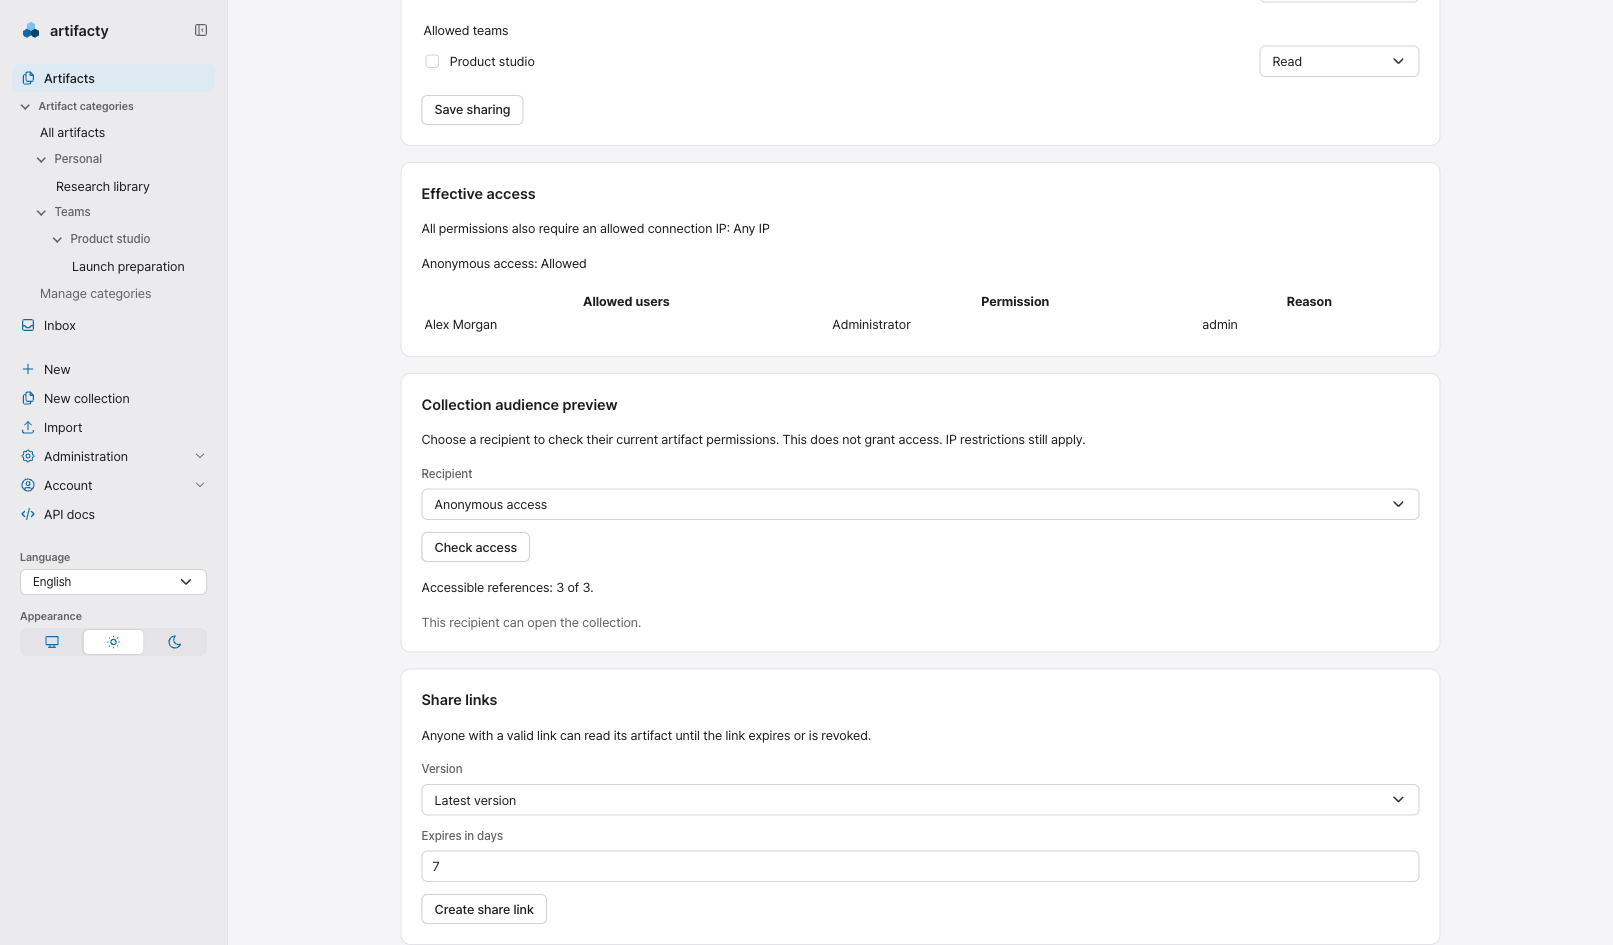 artifacty
Artifacts
Artifact categories
All artifacts
Personal
Research library
Teams
Product studio
Launch preparation
Manage categories
Inbox
New
New collection
Import
Administration
Account
API docs
Language
English
Appearance
Allowed teams
Product studio
Read
Save sharing
Effective access
All permissions also require an allowed connection IP: Any IP
Anonymous access: Allowed
Allowed users Permission Reason
Alex Morgan Administrator admin
Collection audience preview
Choose a recipient to check their current artifact permissions. This does not grant access. IP restrictions still apply.
Recipient
Anonymous access
Check access
Accessible references: 3 of 3.
This recipient can open the collection.
Share links
Anyone with a valid link can read its artifact until the link expires or is revoked.
Version
Latest version
Expires in days
7
Create share link